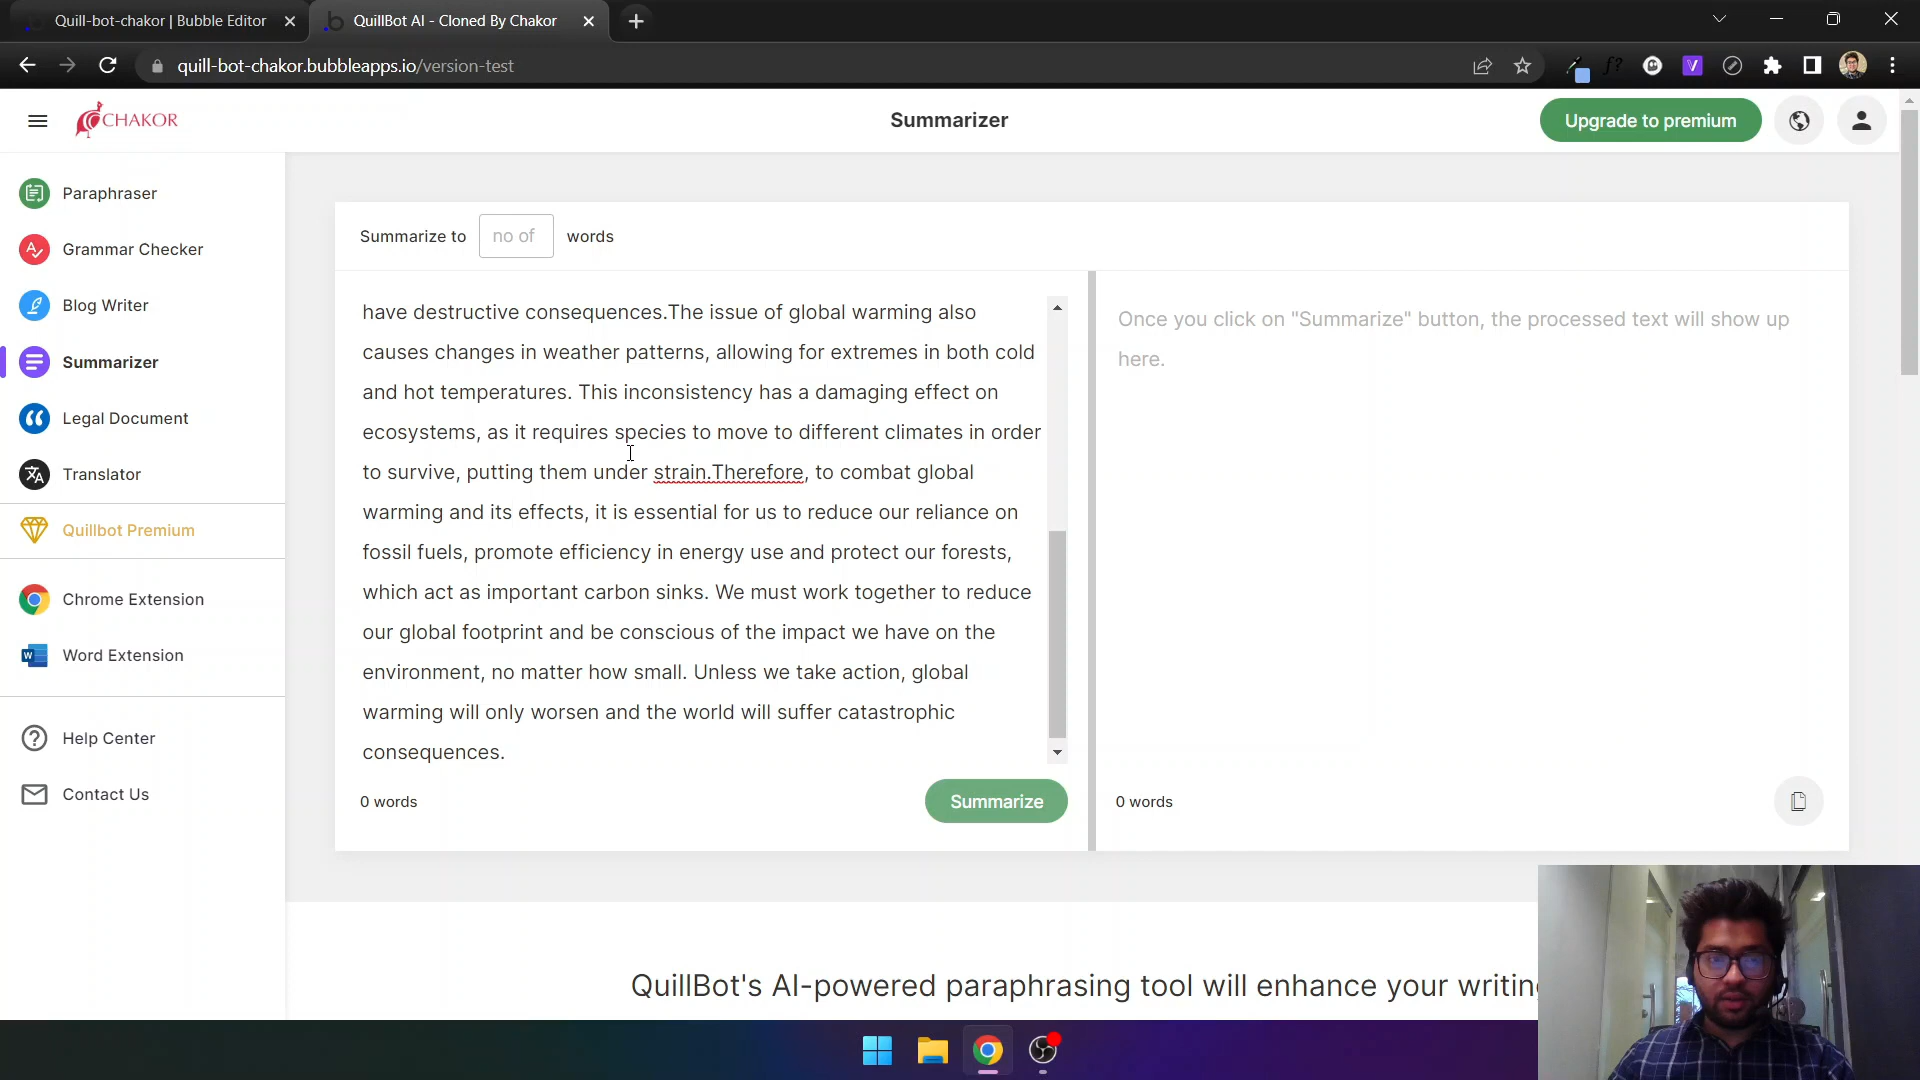 Quill-bot-chakor | Bubble Editor
QuillBot AI - Cloned By Chakor
quill-bot-chakor.bubbleapps.io/version-test
CHAKOR
Summarizer
Upgrade to premium
Paraphraser
Grammar Checker
Blog Writer
Summarizer
Legal Document
Translator
Quillbot Premium
Chrome Extension
Word Extension
Help Center
Contact Us
Summarize to no of words
have destructive consequences.The issue of global warming also
causes changes in weather patterns, allowing for extremes in both cold
and hot temperatures. This inconsistency has a damaging effect on
ecosystems, as it requires species to move to different climates in order
to survive, putting them under strain.Therefore, to combat global
warming and its effects, it is essential for us to reduce our reliance on
fossil fuels, promote efficiency in energy use and protect our forests,
which act as important carbon sinks. We must work together to reduce
our global footprint and be conscious of the impact we have on the
environment, no matter how small. Unless we take action, global
warming will only worsen and the world will suffer catastrophic
consequences.
0 words
Summarize
Once you click on "Summarize" button, the processed text will show up
here.
0 words
QuillBot's AI-powered paraphrasing tool will enhance your writin